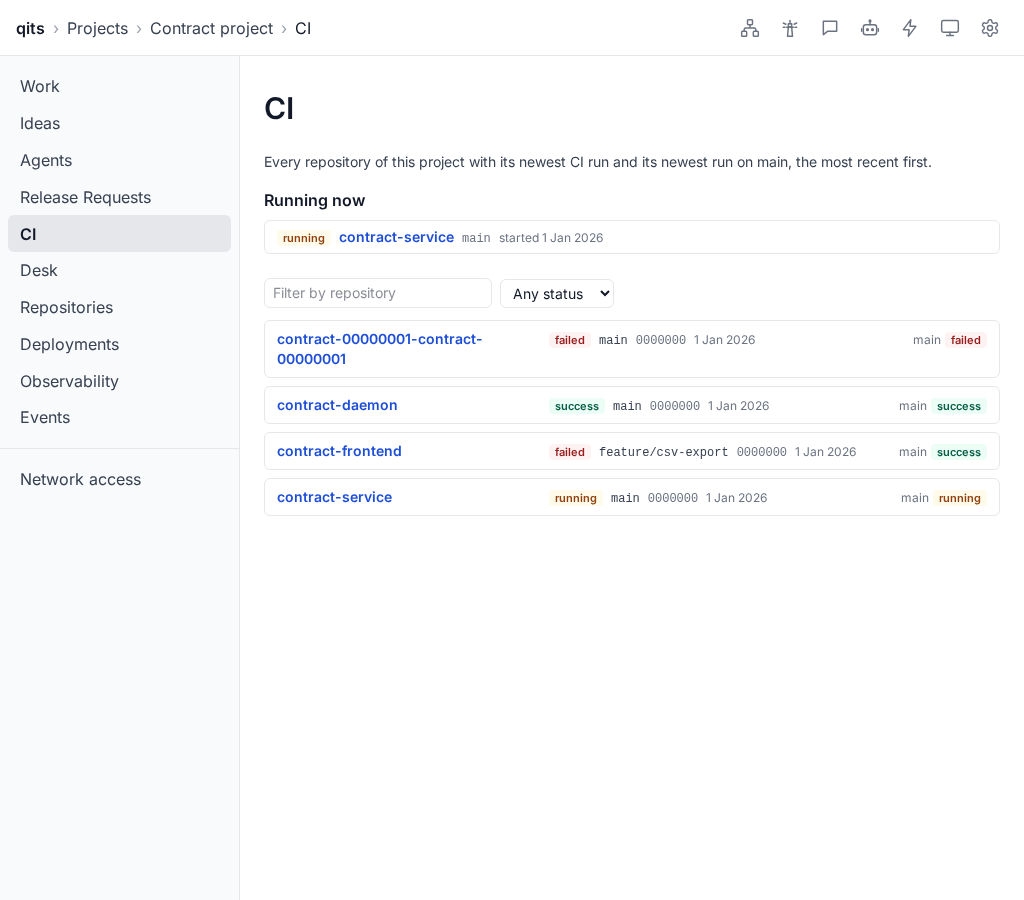 qits › Projects › Contract project › CI
Work
Ideas
Agents
Release Requests
CI
Desk
Repositories
Deployments
Observability
Events
Network access
CI
Every repository of this project with its newest CI run and its newest run on main, the most recent first.
Running now
running contract-service main started 1 Jan 2026
Filter by repository Any status
contract-00000001-contract-
00000001 failed main 0000000 1 Jan 2026 main failed
contract-daemon success main 0000000 1 Jan 2026 main success
contract-frontend failed feature/csv-export 0000000 1 Jan 2026 main success
contract-service running main 0000000 1 Jan 2026 main running